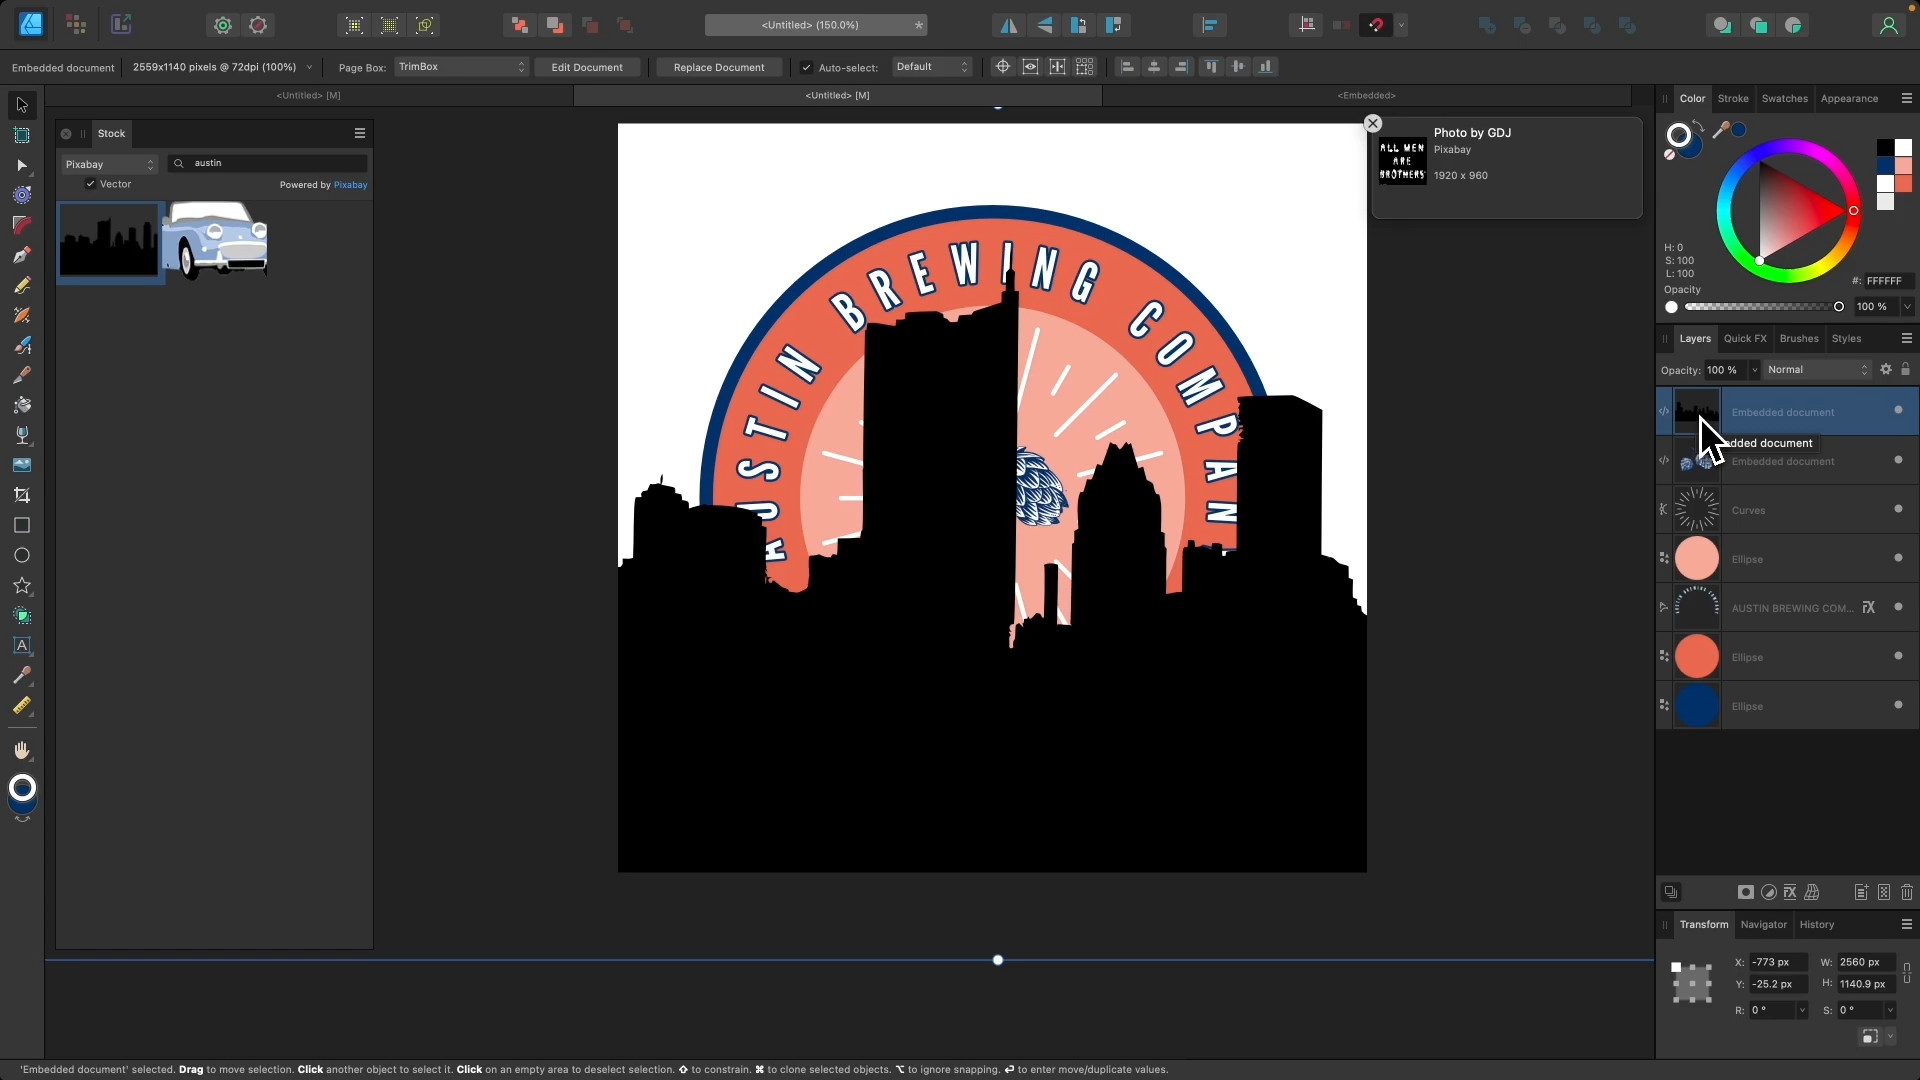 <Untitled> (150.0%)
*
Embedded document
2559x1140 pixels @ 72dpi (100%)
Page Box:
TrimBox
Edit Document
Replace Document
Auto-select:
Default
<Untitled> [M]
<Untitled> [M]
<Embedded>
Stock
Pixabay
austin
Vector
Powered by Pixabay
AUSTIN BREWING COMPAN
Photo by GDJ
Pixabay
1920 x 960
ALL MEN
ARE
BROTHERS
Color
Stroke
Swatches
Appearance
H: 0
S: 100
L: 100
#: FFFFFF
Opacity
100 %
Layers
Quick FX
Brushes
Styles
Opacity: 100 %
Normal
Embedded document
dded document
Embedded document
Curves
Ellipse
AUSTIN BREWING COM...
Ellipse
Ellipse
Transform
Navigator
History
X: -773 px
W: 2560 px
Y: -25.2 px
H: 1140.9 px
R: 0 °
S: 0 °
'Embedded document' selected. Drag to move selection. Click another object to select it. Click on an empty area to deselect selection. ⇧ to constrain. ⌘ to clone selected objects. ⌥ to ignore snapping. ⏎ to enter move/duplicate values.